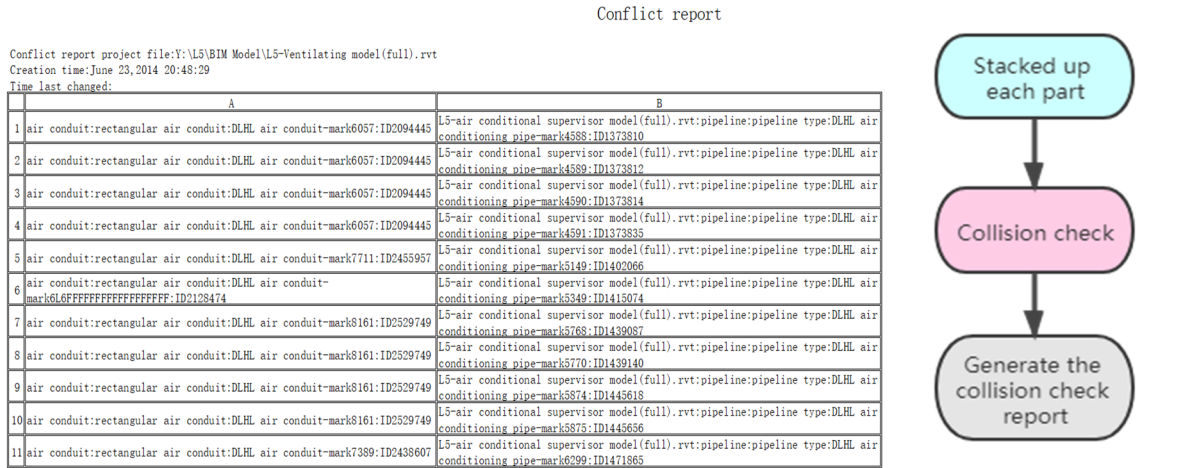 Conflict report
Conflict report project file:Y:\L5\BIM Model\L5-Ventilating model(full).rvt
Creation time:June 23,2014 20:48:29
Time last changed:
A B
1 air conduit:rectangular air conduit:DLHL air conduit-mark6057:ID2094445 L5-air conditional supervisor model(full).rvt:pipeline:pipeline type:DLHL air
conditioning pipe-mark4588:ID1373810
2 air conduit:rectangular air conduit:DLHL air conduit-mark6057:ID2094445 L5-air conditional supervisor model(full).rvt:pipeline:pipeline type:DLHL air
conditioning pipe-mark4589:ID1373812
3 air conduit:rectangular air conduit:DLHL air conduit-mark6057:ID2094445 L5-air conditional supervisor model(full).rvt:pipeline:pipeline type:DLHL air
conditioning pipe-mark4590:ID1373814
4 air conduit:rectangular air conduit:DLHL air conduit-mark6057:ID2094445 L5-air conditional supervisor model(full).rvt:pipeline:pipeline type:DLHL air
conditioning pipe-mark4591:ID1373835
5 air conduit:rectangular air conduit:DLHL air conduit-mark7711:ID2455957 L5-air conditional supervisor model(full).rvt:pipeline:pipeline type:DLHL air
conditioning pipe-mark5149:ID1402066
6 air conduit:rectangular air conduit:DLHL air conduit-
mark6L6FFFFFFFFFFFFFFFFFF:ID2128474 L5-air conditional supervisor model(full).rvt:pipeline:pipeline type:DLHL air
conditioning pipe-mark5349:ID1415074
7 air conduit:rectangular air conduit:DLHL air conduit-mark8161:ID2529749 L5-air conditional supervisor model(full).rvt:pipeline:pipeline type:DLHL air
conditioning pipe-mark5768:ID1439087
8 air conduit:rectangular air conduit:DLHL air conduit-mark8161:ID2529749 L5-air conditional supervisor model(full).rvt:pipeline:pipeline type:DLHL air
conditioning pipe-mark5770:ID1439140
9 air conduit:rectangular air conduit:DLHL air conduit-mark8161:ID2529749 L5-air conditional supervisor model(full).rvt:pipeline:pipeline type:DLHL air
conditioning pipe-mark5874:ID1445618
10 air conduit:rectangular air conduit:DLHL air conduit-mark8161:ID2529749 L5-air conditional supervisor model(full).rvt:pipeline:pipeline type:DLHL air
conditioning pipe-mark5875:ID1445656
11 air conduit:rectangular air conduit:DLHL air conduit-mark7389:ID2438607 L5-air conditional supervisor model(full).rvt:pipeline:pipeline type:DLHL air
conditioning pipe-mark6299:ID1471865
Stacked up
each part
Collision check
Generate the
collision check
report